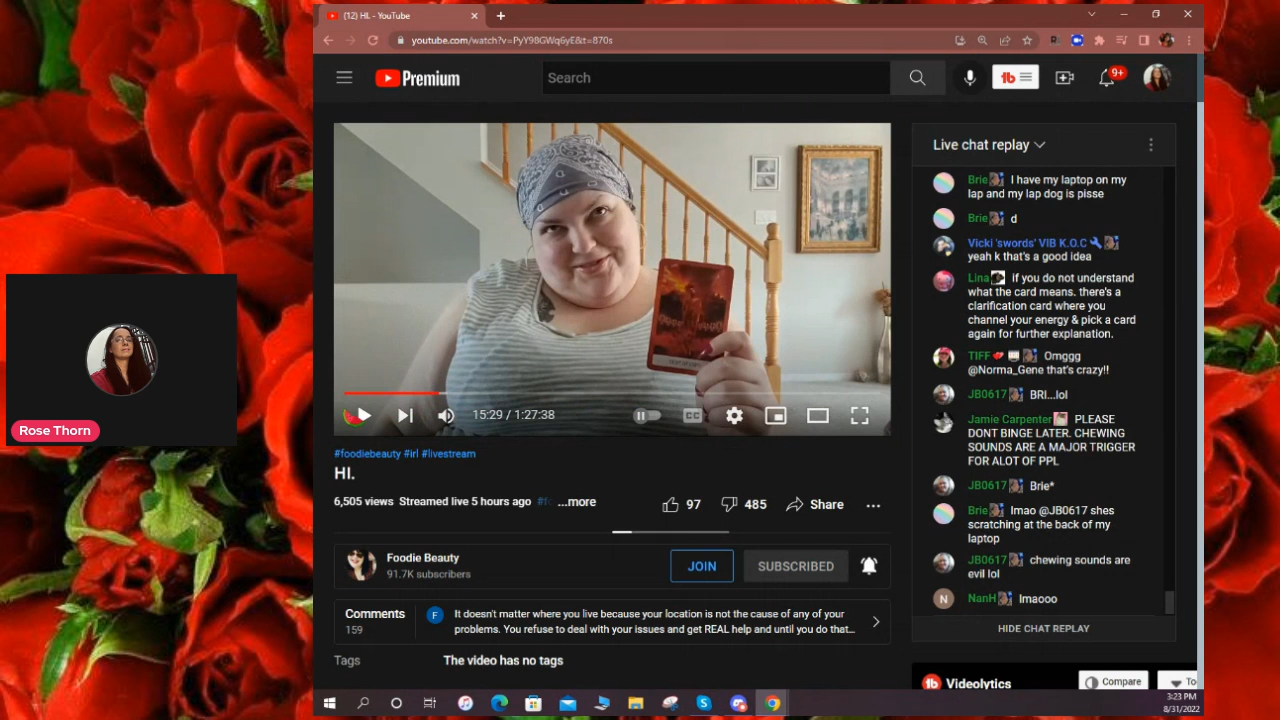 (12) HI. - YouTube
youtube.com/watch?v=PyY98GWq6yE&t=870s
Premium
Search
9+
Live chat replay
Brie I have my laptop on my
lap and my lap dog is pisse
Brie d
Vicki 'swords' VIB K.O.C
yeah k that's a good idea
Lina if you do not understand
what the card means. there's a
clarification card where you
channel your energy & pick a card
again for further explanation.
TIFF Omggg
@Norma_Gene that's crazy!!
JB0617 BRI...lol
Jamie Carpenter PLEASE
DONT BINGE LATER. CHEWING
SOUNDS ARE A MAJOR TRIGGER
FOR ALOT OF PPL
JB0617 Brie*
Brie lmao @JB0617 shes
scratching at the back of my
laptop
JB0617 chewing sounds are
evil lol
N NanH lmaooo
HIDE CHAT REPLAY
15:29 / 1:27:38
CC
#foodiebeauty #irl #livestream
HI.
6,505 views Streamed live 5 hours ago ...more
97 485 Share
Foodie Beauty
91.7K subscribers
JOIN
SUBSCRIBED
Comments
159
F It doesn't matter where you live because your location is not the cause of any of your
problems. You refuse to deal with your issues and get REAL help and until you do that...
Tags The video has no tags
Videolytics
Compare
To
Rose Thorn
3:23 PM
8/31/2022